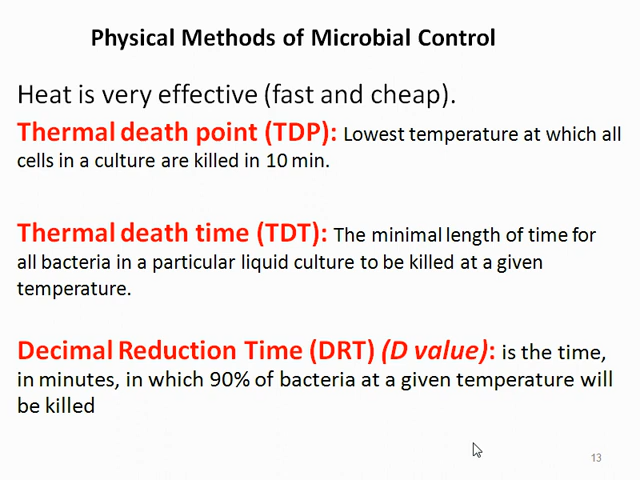 Physical Methods of Microbial Control
Heat is very effective (fast and cheap).
Thermal death point (TDP): Lowest temperature at which all
cells in a culture are killed in 10 min.
Thermal death time (TDT): The minimal length of time for
all bacteria in a particular liquid culture to be killed at a given
temperature.
Decimal Reduction Time (DRT) (D value): is the time,
in minutes, in which 90% of bacteria at a given temperature will
be killed
13